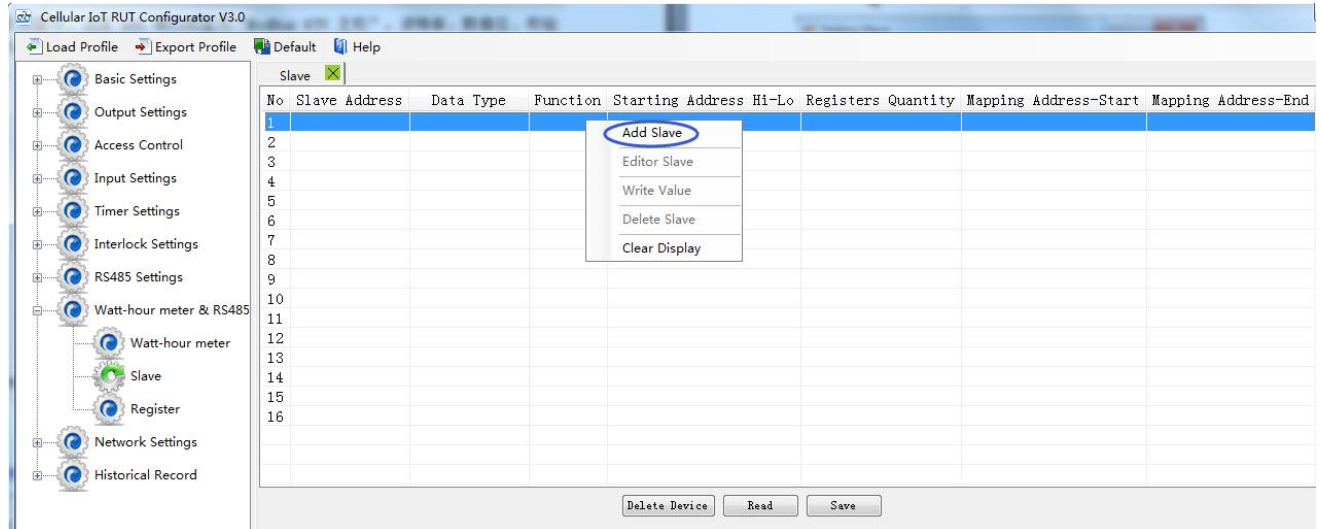 Cellular IoT RUT Configurator V3.0
Load Profile Export Profile Default Help
Basic Settings
Output Settings
Access Control
Input Settings
Timer Settings
Interlock Settings
RS485 Settings
Watt-hour meter & RS485
Watt-hour meter
Slave
Register
Network Settings
Historical Record
Slave
No Slave Address Data Type Function Starting Address Hi-Lo Registers Quantity Mapping Address-Start Mapping Address-End
1
2
3
4
5
6
7
8
9
10
11
12
13
14
15
16
Add Slave
Editor Slave
Write Value
Delete Slave
Clear Display
Delete Device Read Save